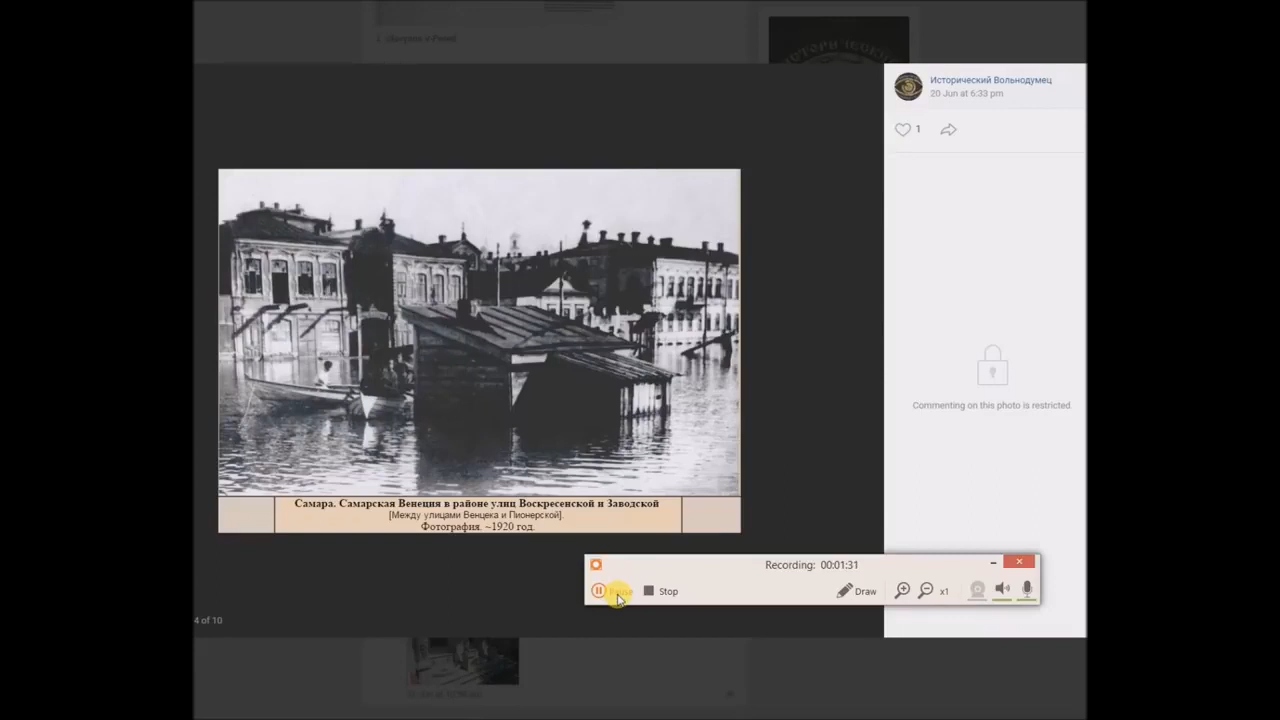 Исторический Вольнодумец
20 Jun at 6:33 pm
1
Commenting on this photo is restricted.
Самара. Самарская Венеция в районе улиц Воскресенской и Заводской
[Между улицами Венцека и Пионерской].
Фотография. ~1920 год.
Recording: 00:01:31
Pause
Stop
Draw
x1
4 of 10